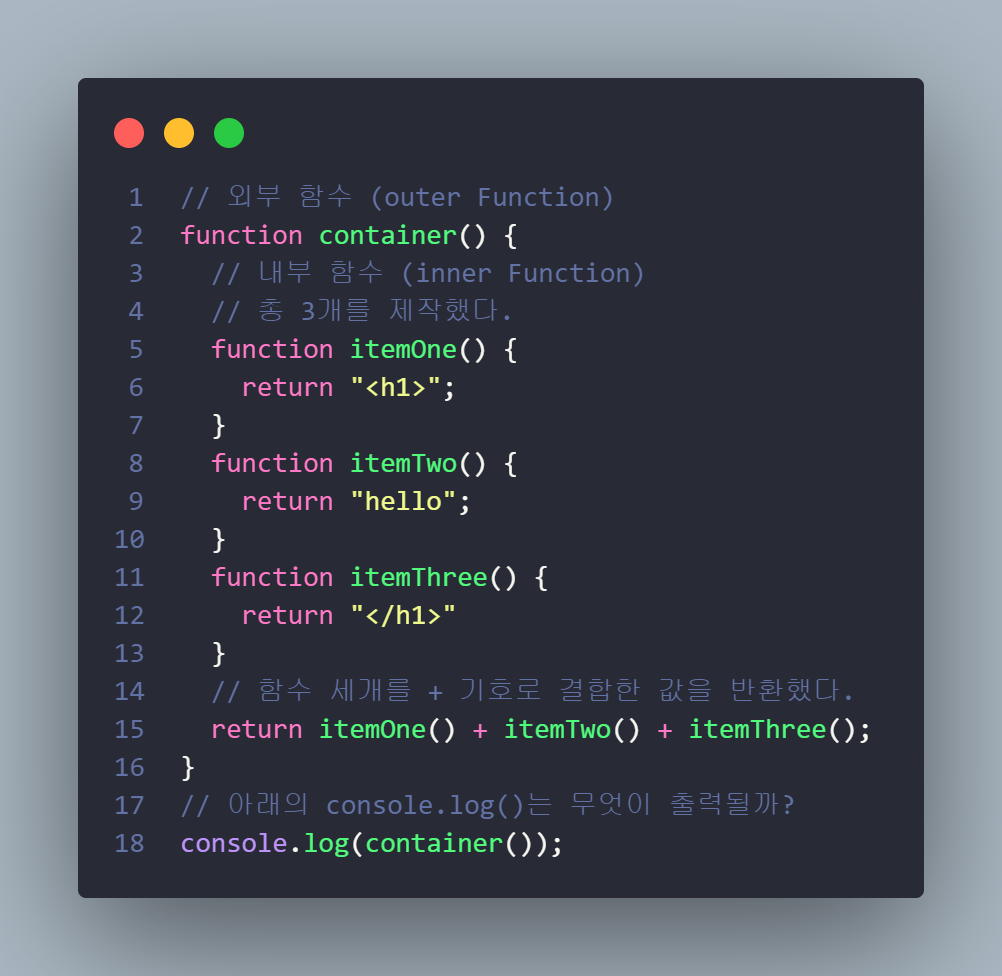 1 // 외부 함수 (outer Function)
2 function container() {
3   // 내부 함수 (inner Function)
4   // 총 3개를 제작했다.
5   function itemOne() {
6     return "<h1>";
7   }
8   function itemTwo() {
9     return "hello";
10   }
11   function itemThree() {
12     return "</h1>"
13   }
14   // 함수 세개를 + 기호로 결합한 값을 반환했다.
15   return itemOne() + itemTwo() + itemThree();
16 }
17 // 아래의 console.log()는 무엇이 출력될까?
18 console.log(container());